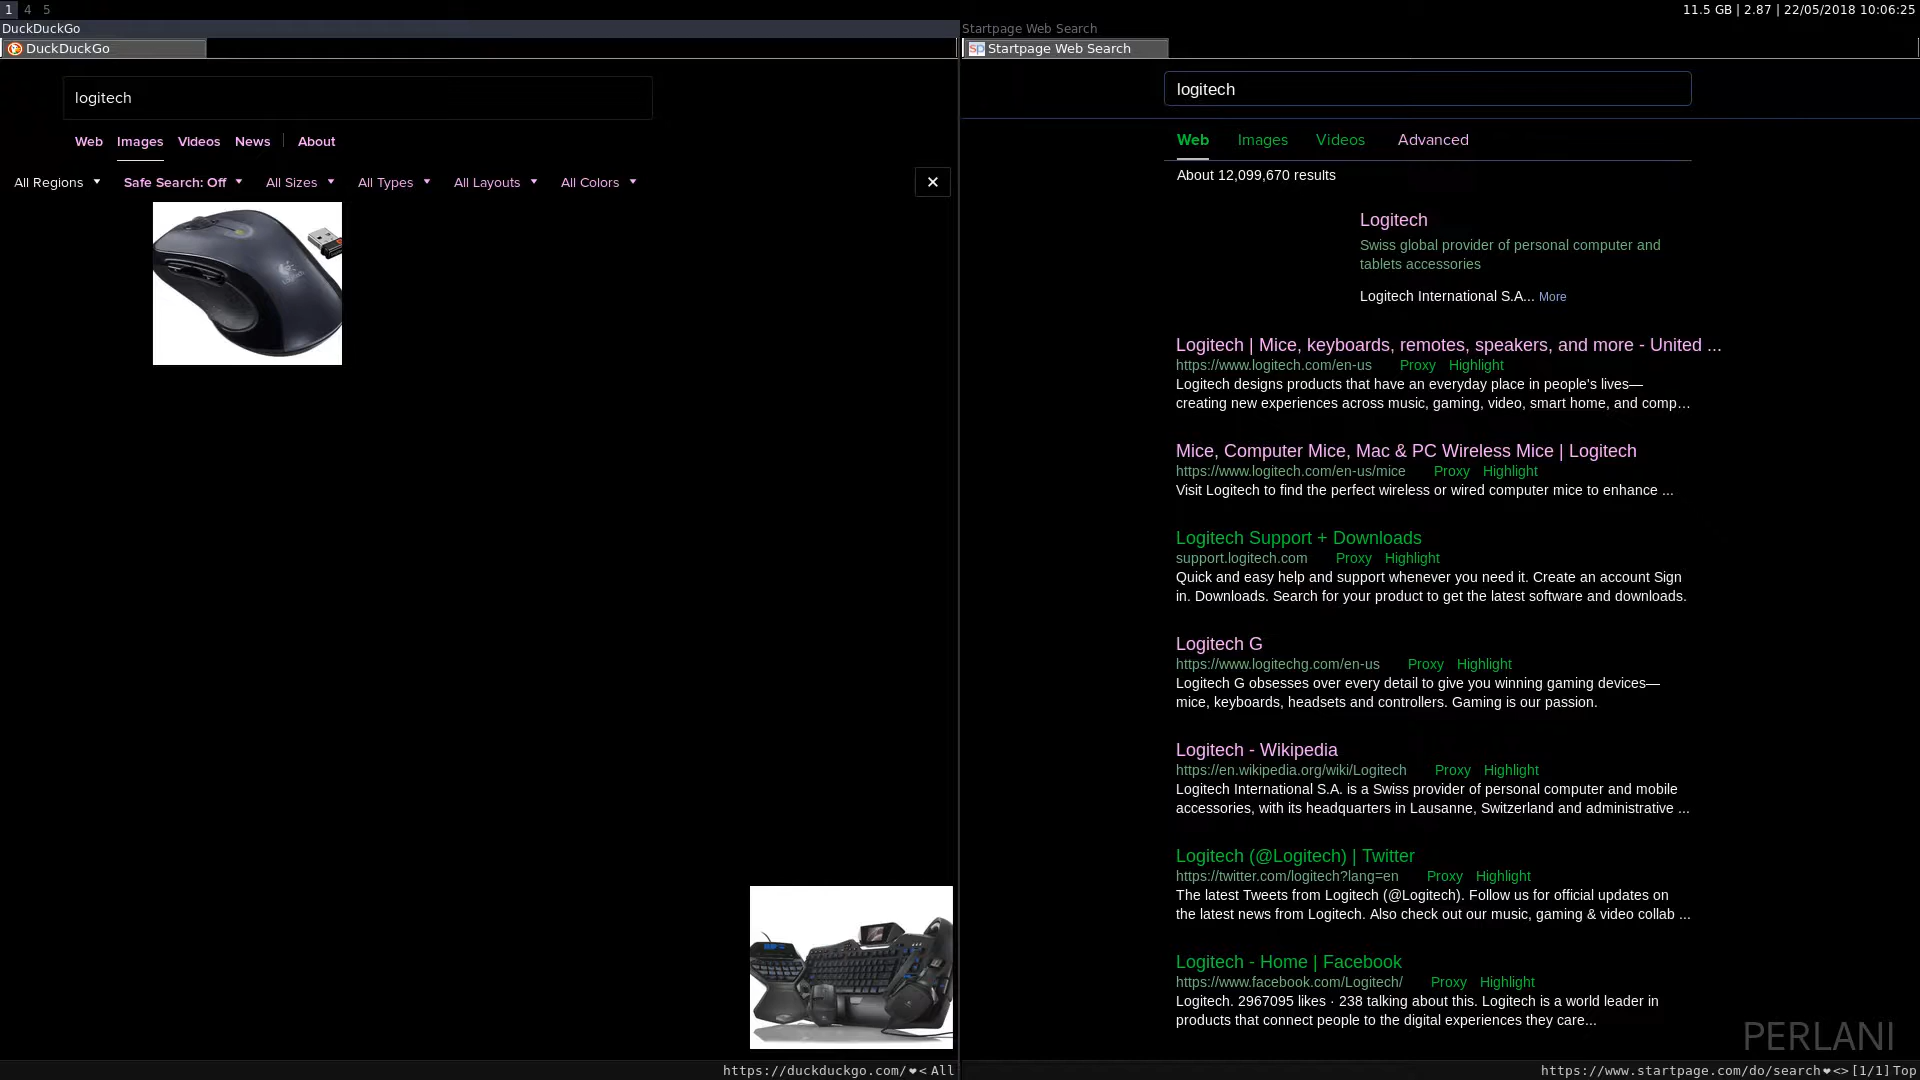 1 4 5
11.5 GB | 2.87 | 22/05/2018 10:06:25
DuckDuckGo
DuckDuckGo
logitech
Web Images Videos News | About
All Regions Safe Search: Off All Sizes All Types All Layouts All Colors
https://duckduckgo.com/❤< All
Startpage Web Search
sp Startpage Web Search
logitech
Web Images Videos Advanced
About 12,099,670 results
Logitech
Swiss global provider of personal computer and
tablets accessories
Logitech International S.A... More
Logitech | Mice, keyboards, remotes, speakers, and more - United ...
https://www.logitech.com/en-us Proxy Highlight
Logitech designs products that have an everyday place in people's lives—
creating new experiences across music, gaming, video, smart home, and comp…
Mice, Computer Mice, Mac & PC Wireless Mice | Logitech
https://www.logitech.com/en-us/mice Proxy Highlight
Visit Logitech to find the perfect wireless or wired computer mice to enhance ...
Logitech Support + Downloads
support.logitech.com Proxy Highlight
Quick and easy help and support whenever you need it. Create an account Sign
in. Downloads. Search for your product to get the latest software and downloads.
Logitech G
https://www.logitechg.com/en-us Proxy Highlight
Logitech G obsesses over every detail to give you winning gaming devices—
mice, keyboards, headsets and controllers. Gaming is our passion.
Logitech - Wikipedia
https://en.wikipedia.org/wiki/Logitech Proxy Highlight
Logitech International S.A. is a Swiss provider of personal computer and mobile
accessories, with its headquarters in Lausanne, Switzerland and administrative ...
Logitech (@Logitech) | Twitter
https://twitter.com/logitech?lang=en Proxy Highlight
The latest Tweets from Logitech (@Logitech). Follow us for official updates on
the latest news from Logitech. Also check out our music, gaming & video collab ...
Logitech - Home | Facebook
https://www.facebook.com/Logitech/ Proxy Highlight
Logitech. 2967095 likes · 238 talking about this. Logitech is a world leader in
products that connect people to the digital experiences they care...
PERLANI
https://www.startpage.com/do/search❤<>[1/1] Top